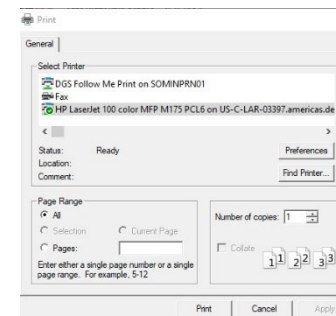 Print
General
Select Printer
DGS Follow Me Print on SOMINPRN01
Fax
HP LaserJet 100 color MFP M175 PCL6 on US-C-LAR-03397.americas.de
Status: Ready
Preferences
Location:
Comment:
Find Printer...
Page Range
All
Selection
Current Page
Pages:
Enter either a single page number or a single
page range. For example, 5-12
Number of copies: 1
Collate
1 1 2 2 3 3
Print Cancel Apply